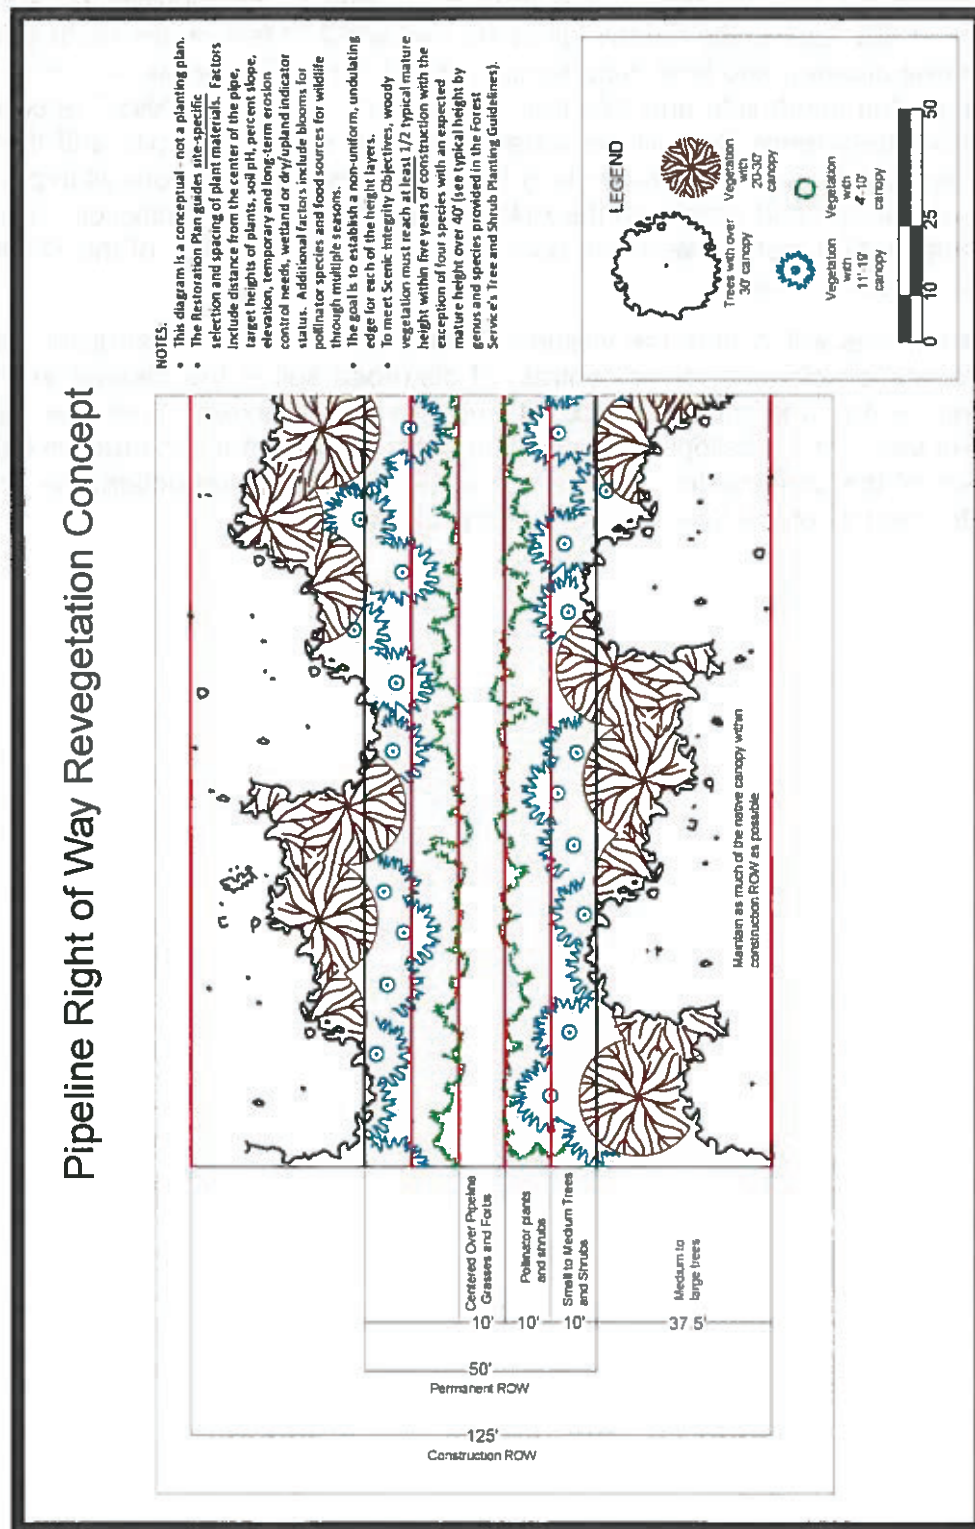 Pipeline Right of Way Revegetation Concept
NOTES:
• This diagram is a conceptual--not a planting plan.
• The Restoration Plan guides site-specific
selection and spacing of plant materials. Factors
include distance from the center of the pipe,
target heights of plants, soil pH, percent slope,
elevation, temporary and long-term erosion
control needs, wetland or dry/upland indicator
status. Additional factors include blooms for
pollinator species and food sources for wildlife
through multiple seasons.
• The goal is to establish a non-uniform, undulating
edge for each of the height layers.
• To meet Scenic Integrity Objectives, woody
vegetation must reach at least 1/2 typical mature
height within five years of construction with the
exception of four species with an expected
mature height over 40' (see typical height by
genus and species provided in the Forest
Service's Tree and Shrub Planting Guidelines).
Centered Over Pipeline
Grasses and Forbs
Pollinator plants
and shrubs
Small to Medium Trees
and Shrubs
Medium to
large trees
10'
10'
10'
37.5'
50'
Permanent ROW
125'
Construction ROW
Maintain as much of the native canopy within
construction ROW as possible
LEGEND
Trees with over
30' canopy
Vegetation
with
20-30'
canopy
Vegetation
with
11'-19'
canopy
Vegetation
with
4'-10'
canopy
0
10
25
50